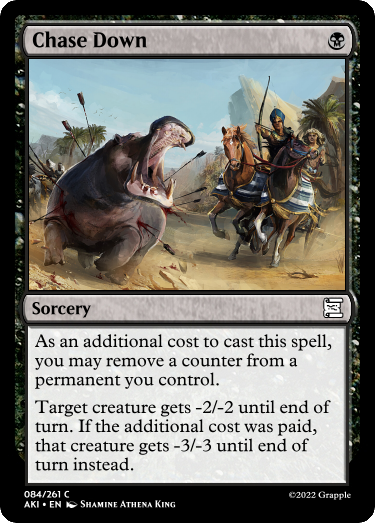 Chase Down
Sorcery
As an additional cost to cast this spell,
you may remove a counter from a
permanent you control.
Target creature gets -2/-2 until end of
turn. If the additional cost was paid,
that creature gets -3/-3 until end of
turn instead.
084/261 C
AKI • EN Shamine Athena King
©2022 Grapple